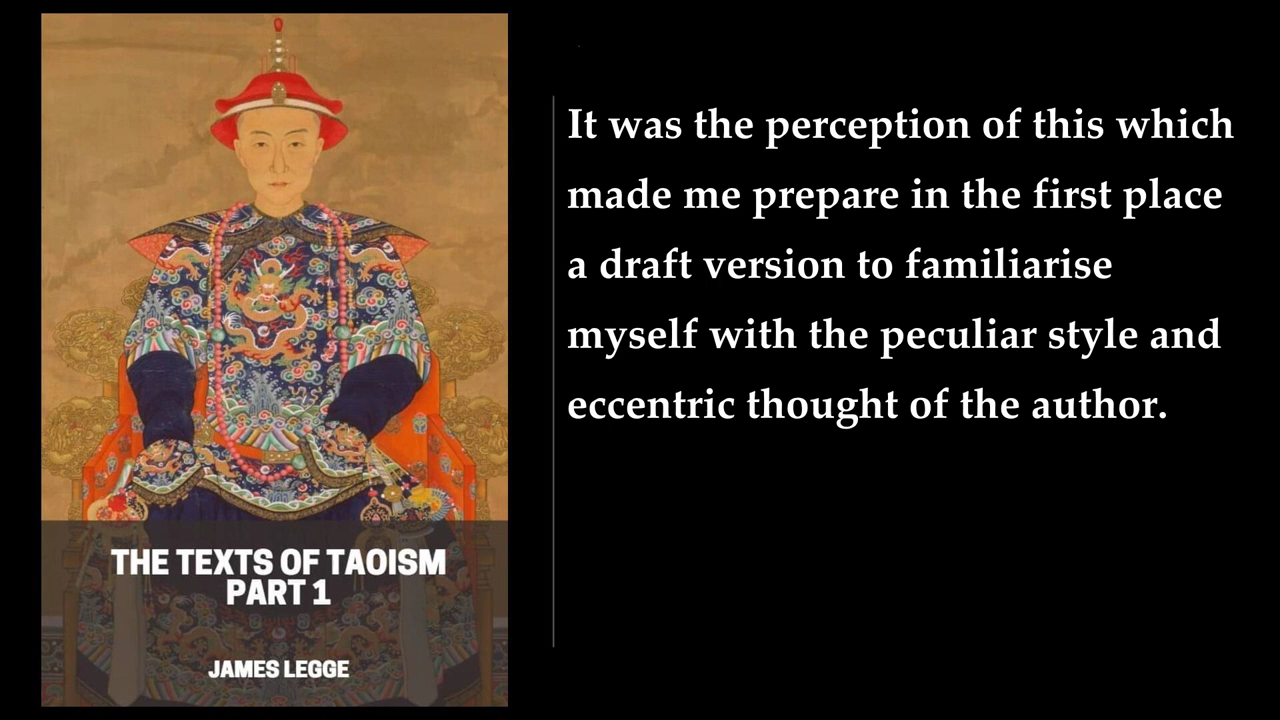 THE TEXTS OF TAOISM
PART 1
JAMES LEGGE
It was the perception of this which
made me prepare in the first place
a draft version to familiarise
myself with the peculiar style and
eccentric thought of the author.